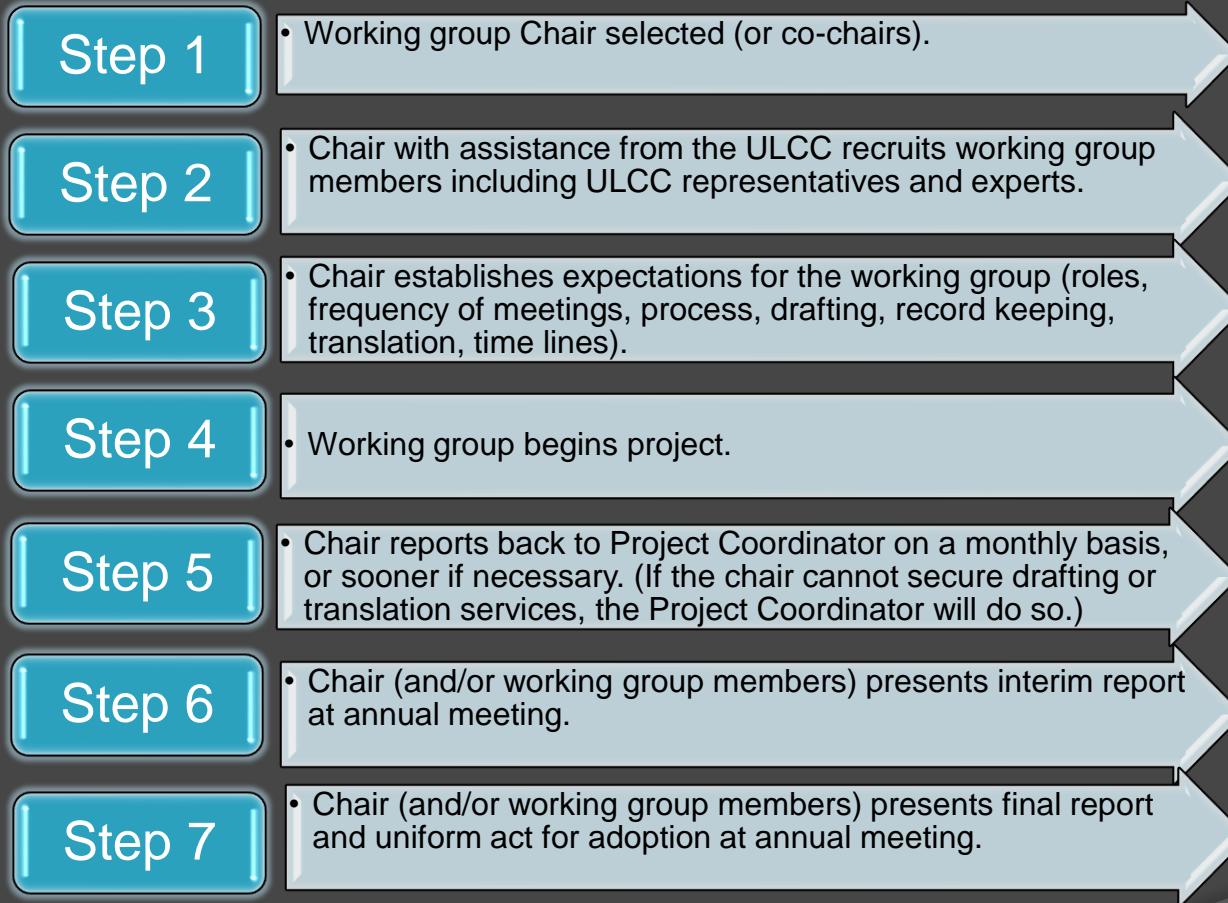 Step 1
• Working group Chair selected (or co-chairs).
Step 2
• Chair with assistance from the ULCC recruits working group
members including ULCC representatives and experts.
Step 3
• Chair establishes expectations for the working group (roles,
frequency of meetings, process, drafting, record keeping,
translation, time lines).
Step 4
• Working group begins project.
Step 5
• Chair reports back to Project Coordinator on a monthly basis,
or sooner if necessary. (If the chair cannot secure drafting or
translation services, the Project Coordinator will do so.)
Step 6
• Chair (and/or working group members) presents interim report
at annual meeting.
Step 7
• Chair (and/or working group members) presents final report
and uniform act for adoption at annual meeting.